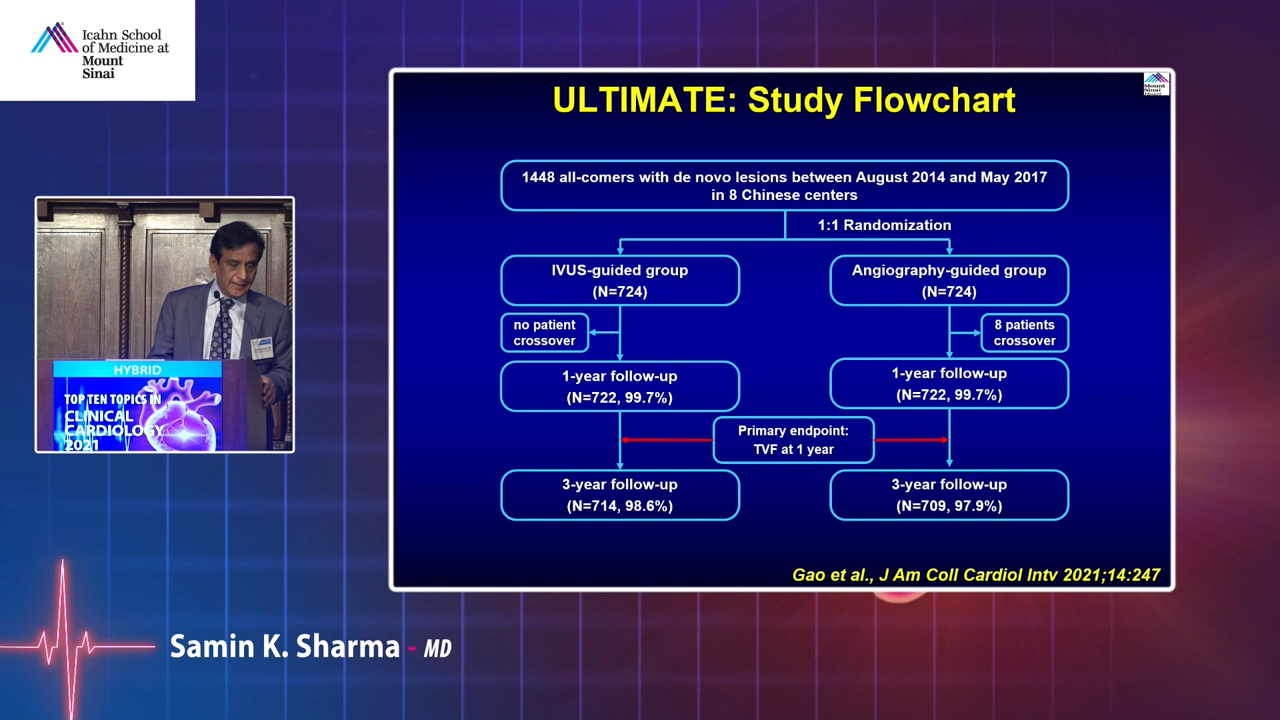 Icahn School
of Medicine at
Mount
Sinai
ULTIMATE: Study Flowchart
1448 all-comers with de novo lesions between August 2014 and May 2017
in 8 Chinese centers
1:1 Randomization
IVUS-guided group
(N=724)
Angiography-guided group
(N=724)
no patient
crossover
8 patients
crossover
1-year follow-up
(N=722, 99.7%)
1-year follow-up
(N=722, 99.7%)
Primary endpoint:
TVF at 1 year
3-year follow-up
(N=714, 98.6%)
3-year follow-up
(N=709, 97.9%)
Gao et al., J Am Coll Cardiol Intv 2021;14:247
HYBRID
TOP TEN TOPICS IN
CLINICAL
CARDIOLOGY
2021
Samin K. Sharma - MD